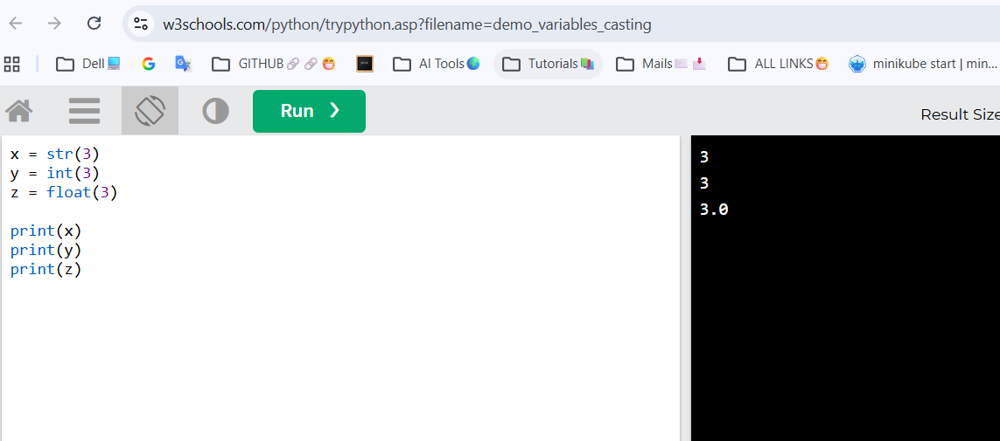 w3schools.com/python/trypython.asp?filename=demo_variables_casting
Dell GITHUB AI Tools Tutorials Mails ALL LINKS minikube start | min...
Run ❯
Result Size
x = str(3)
y = int(3)
z = float(3)
print(x)
print(y)
print(z)
3
3
3.0